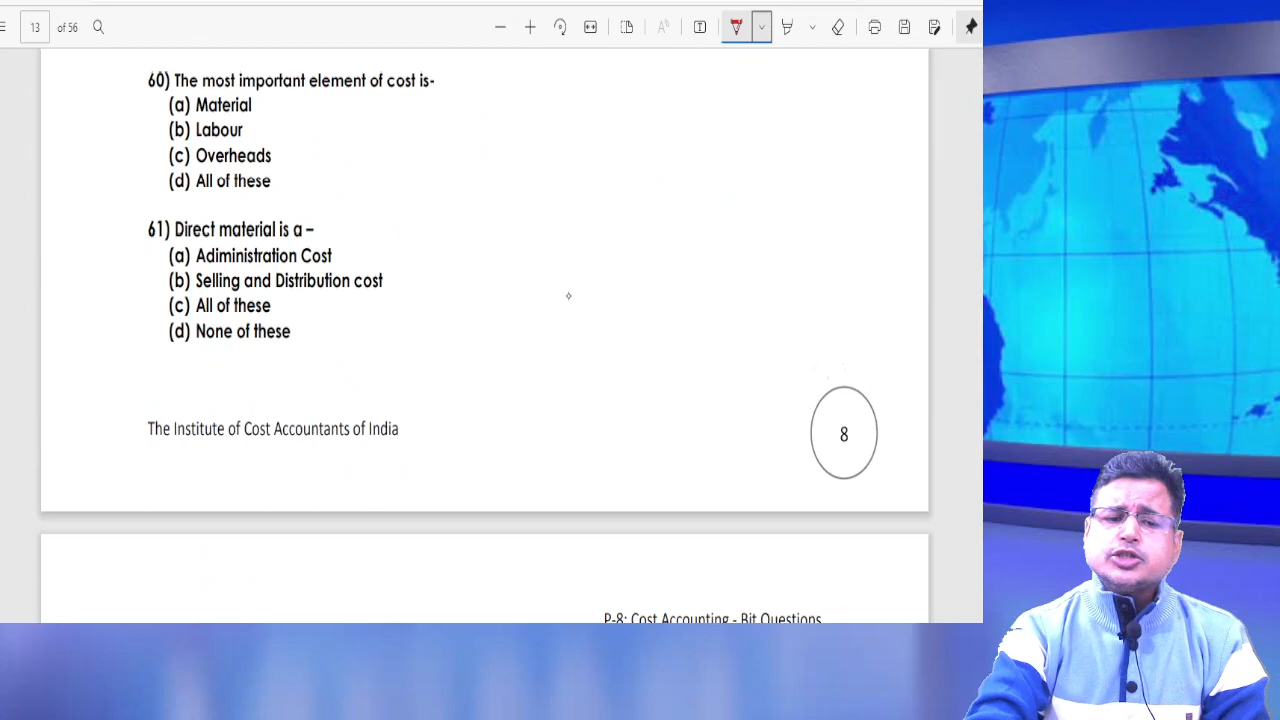 13 of 56
60) The most important element of cost is-
(a) Material
(b) Labour
(c) Overheads
(d) All of these
61) Direct material is a –
(a) Adiministration Cost
(b) Selling and Distribution cost
(c) All of these
(d) None of these
The Institute of Cost Accountants of India
8
P-8: Cost Accounting - Bit Questions